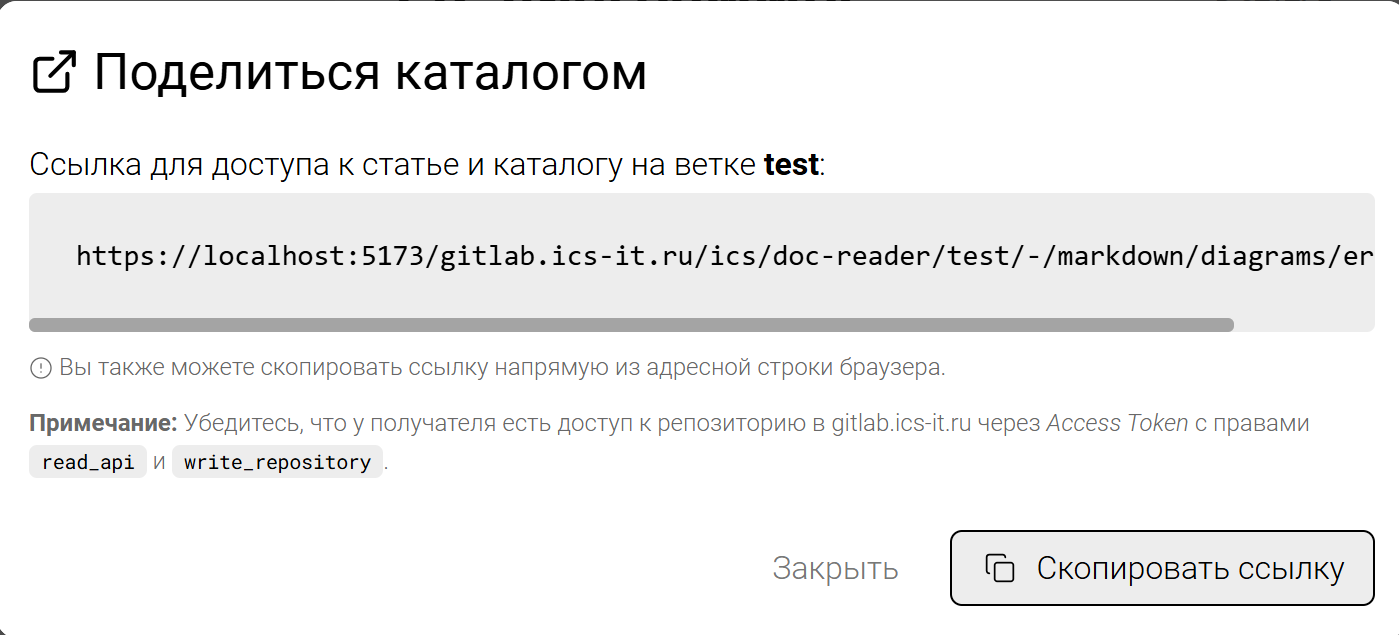 Поделиться каталогом
Ссылка для доступа к статье и каталогу на ветке test:
https://localhost:5173/gitlab.ics-it.ru/ics/doc-reader/test/-/markdown/diagrams/er
Вы также можете скопировать ссылку напрямую из адресной строки браузера.
Примечание: Убедитесь, что у получателя есть доступ к репозиторию в gitlab.ics-it.ru через Access Token с правами
read_api и write_repository.
Закрыть
Скопировать ссылку